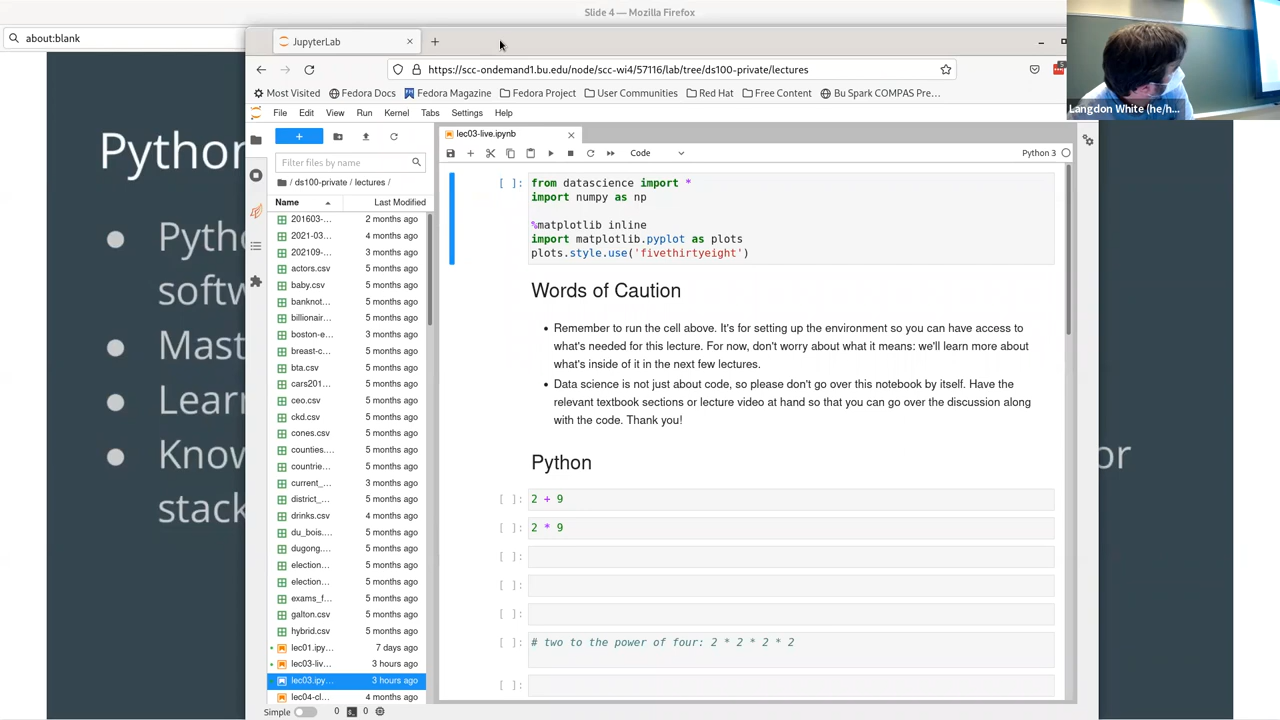 Slide 4 — Mozilla Firefox
about:blank
JupyterLab
https://scc-ondemand1.bu.edu/node/scc-wi4/57116/lab/tree/ds100-private/lectures
Most Visited Fedora Docs Fedora Magazine Fedora Project User Communities Red Hat Free Content Bu Spark COMPAS Pre…
File Edit View Run Kernel Tabs Settings Help
Filter files by name
/ ds100-private / lectures /
Name Last Modified
201603-... 2 months ago
2021-03... 4 months ago
202109-... 3 months ago
actors.csv 5 months ago
baby.csv 5 months ago
banknot... 5 months ago
billionair... 5 months ago
boston-e... 3 months ago
breast-c... 5 months ago
bta.csv 5 months ago
cars201... 5 months ago
ceo.csv 5 months ago
ckd.csv 5 months ago
cones.csv 5 months ago
counties.... 5 months ago
countrie... 5 months ago
current_... 3 months ago
district_... 5 months ago
drinks.csv 4 months ago
du_bois.... 5 months ago
dugong.... 5 months ago
election... 5 months ago
election... 5 months ago
exams_f... 5 months ago
galton.csv 5 months ago
hybrid.csv 5 months ago
lec01.ipy... 7 days ago
lec03-liv... 3 hours ago
lec03.ipy... 3 hours ago
lec04-cl... 4 months ago
Simple 0 0
lec03-live.ipynb
Code Python 3
[ ]: from datascience import *
import numpy as np
%matplotlib inline
import matplotlib.pyplot as plots
plots.style.use('fivethirtyeight')
Words of Caution
• Remember to run the cell above. It's for setting up the environment so you can have access to
what's needed for this lecture. For now, don't worry about what it means: we'll learn more about
what's inside of it in the next few lectures.
• Data science is not just about code, so please don't go over this notebook by itself. Have the
relevant textbook sections or lecture video at hand so that you can go over the discussion along
with the code. Thank you!
Python
[ ]: 2 + 9
[ ]: 2 * 9
[ ]:
[ ]:
[ ]:
[ ]: # two to the power of four: 2 * 2 * 2 * 2
[ ]:
Langdon White (he/h...
Python
• Pytho
softw
• Mast
• Learn
• Know or
stack